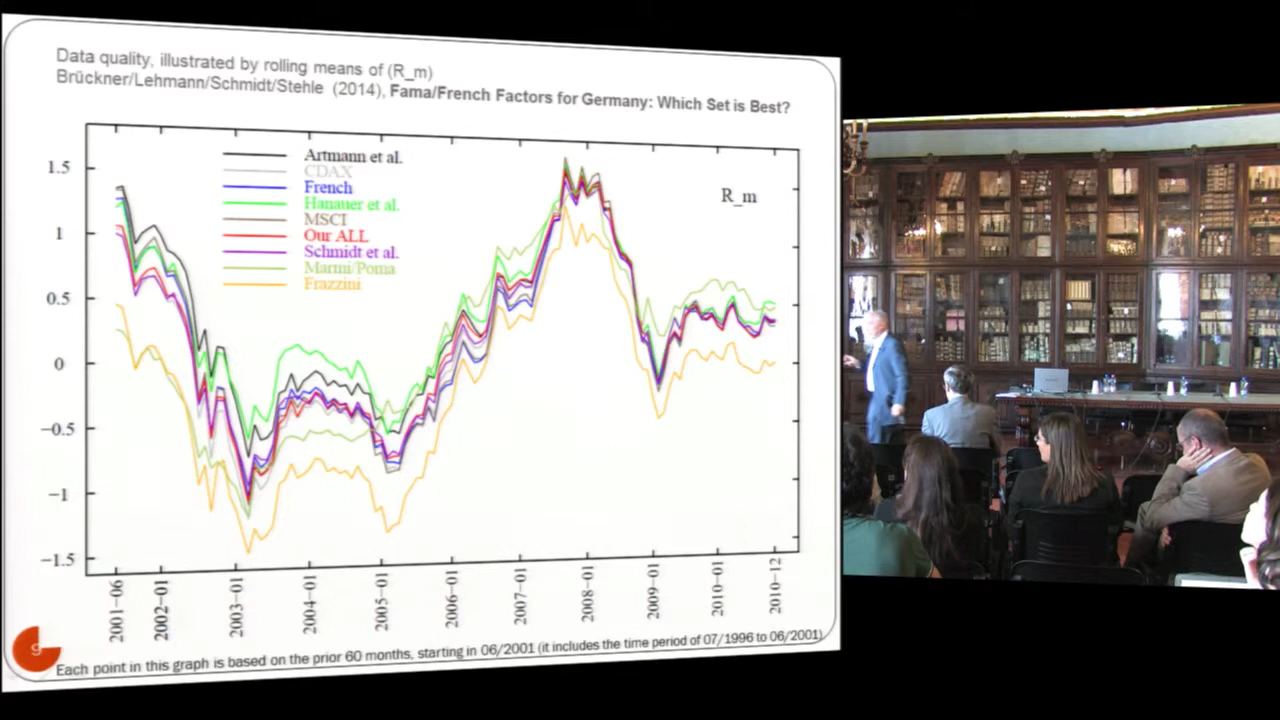 Data quality, illustrated by rolling means of (R_m)
Brückner/Lehmann/Schmidt/Stehle (2014), Fama/French Factors for Germany: Which Set is Best?
1.5
1
0.5
0
−0.5
−1
−1.5
Artmann et al.
CDAX
French
Hanauer et al.
MSCI
Our ALL
Schmidt et al.
Marmi/Poma
Frazzini
R_m
2001−06
2002−01
2003−01
2004−01
2005−01
2006−01
2007−01
2008−01
2009−01
2010−01
2010−12
9
Each point in this graph is based on the prior 60 months, starting in 06/2001 (it includes the time period of 07/1996 to 06/2001)